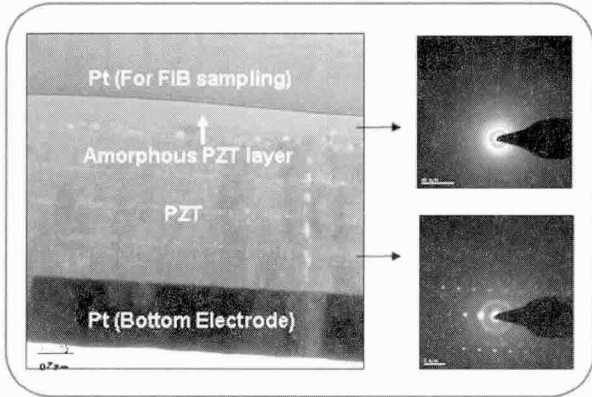 Pt (For FIB sampling)
Amorphous PZT layer
PZT
Pt (Bottom Electrode)